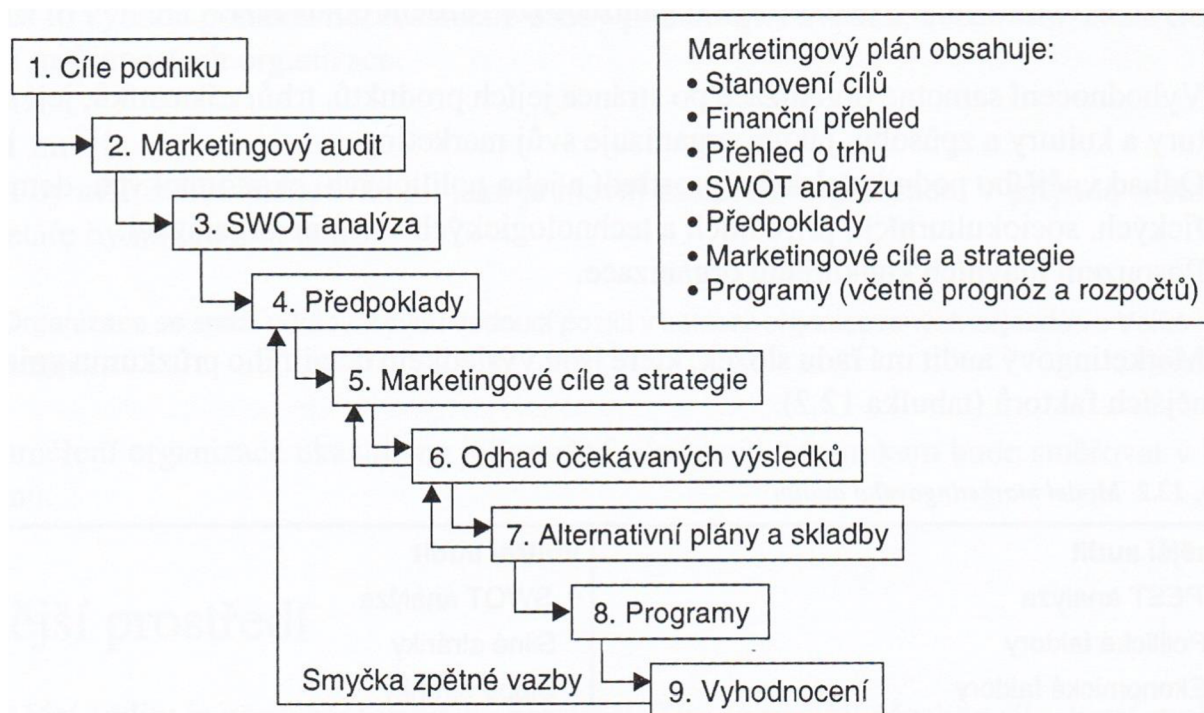 1. Cíle podniku
2. Marketingový audit
3. SWOT analýza
4. Předpoklady
5. Marketingové cíle a strategie
6. Odhad očekávaných výsledků
7. Alternativní plány a skladby
8. Programy
Smyčka zpětné vazby
9. Vyhodnocení
Marketingový plán obsahuje:
• Stanovení cílů
• Finanční přehled
• Přehled o trhu
• SWOT analýzu
• Předpoklady
• Marketingové cíle a strategie
• Programy (včetně prognóz a rozpočtů)